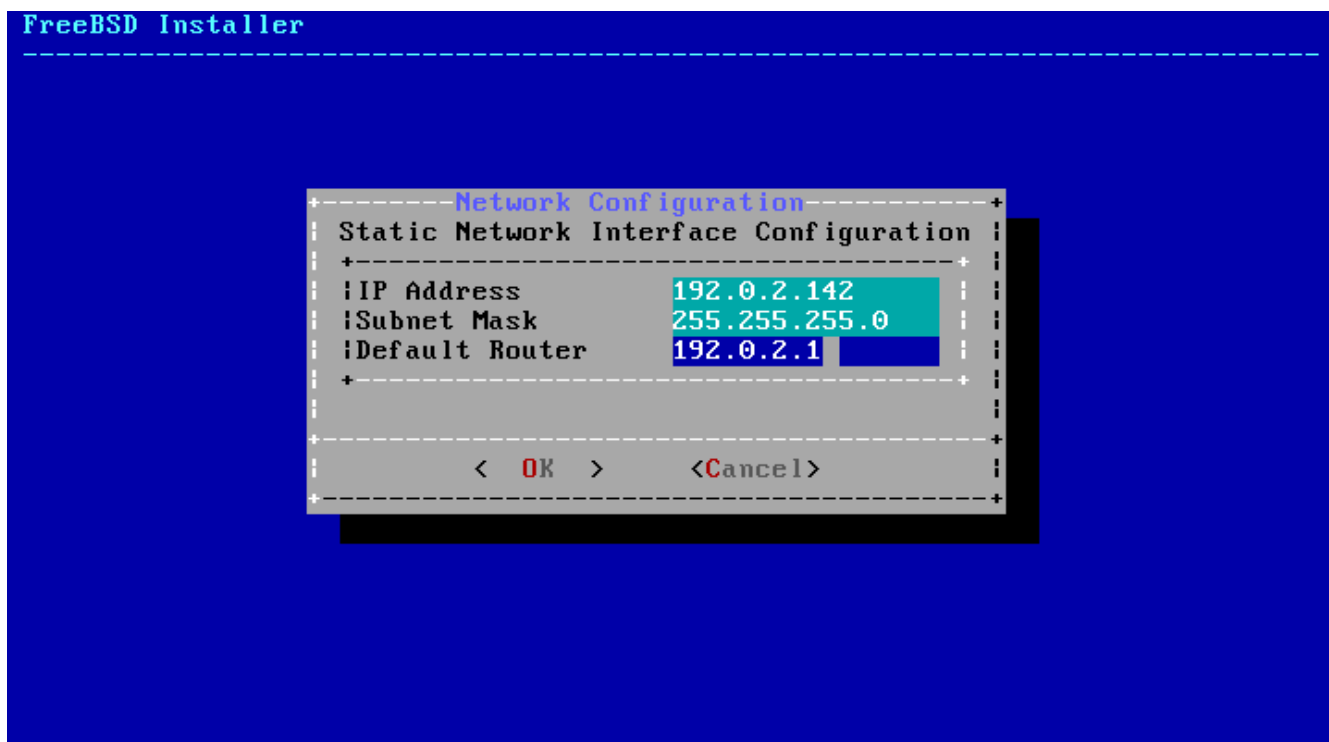 FreeBSD Installer
Network Configuration
Static Network Interface Configuration
IP Address 192.0.2.142
Subnet Mask 255.255.255.0
Default Router 192.0.2.1
< OK > <Cancel>